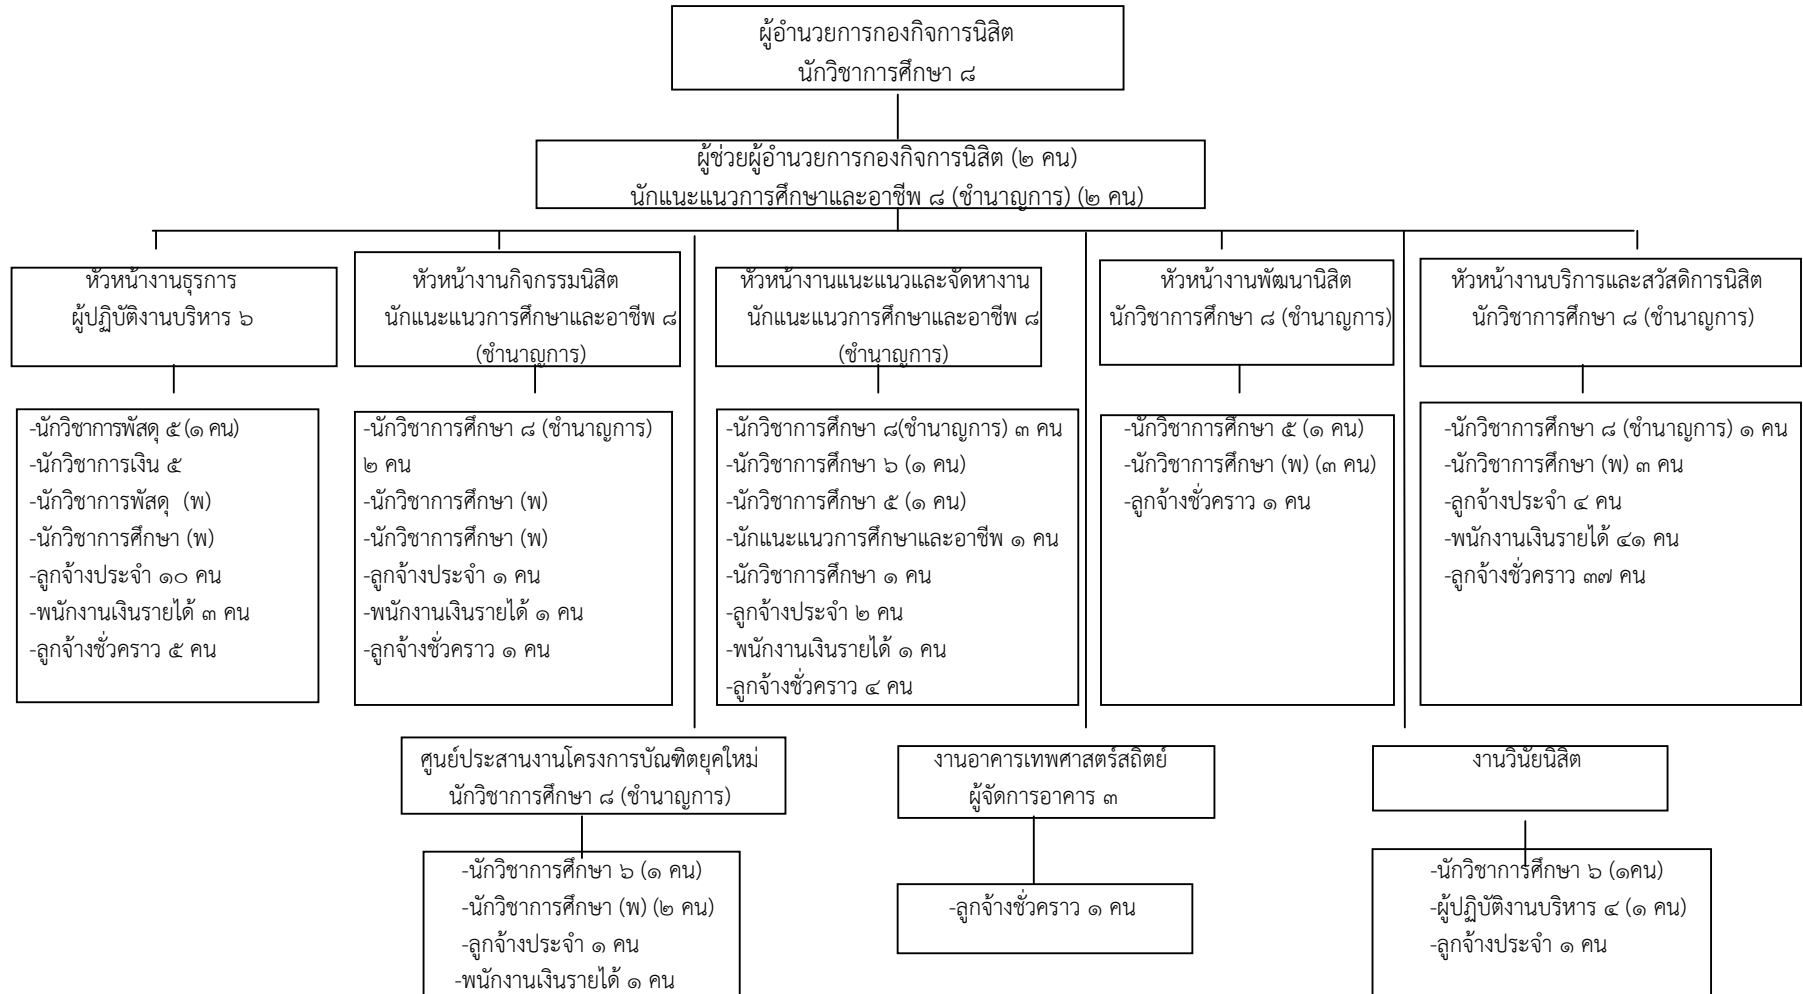 ผู้อำนวยการกองกิจการนิสิต
นักวิชาการศึกษา ๘
ผู้ช่วยผู้อำนวยการกองกิจการนิสิต (๒ คน)
นักแนะแนวการศึกษาและอาชีพ ๘ (ชำนาญการ) (๒ คน)
หัวหน้างานธุรการ
ผู้ปฏิบัติงานบริหาร ๖
หัวหน้างานกิจกรรมนิสิต
นักแนะแนวการศึกษาและอาชีพ ๘
(ชำนาญการ)
หัวหน้างานแนะแนวและจัดหางาน
นักแนะแนวการศึกษาและอาชีพ ๘
(ชำนาญการ)
หัวหน้างานพัฒนานิสิต
นักวิชาการศึกษา ๘ (ชำนาญการ)
หัวหน้างานบริการและสวัสดิการนิสิต
นักวิชาการศึกษา ๘ (ชำนาญการ)
-นักวิชาการพัสดุ ๕ (๑ คน)
-นักวิชาการเงิน ๕
-นักวิชาการพัสดุ (พ)
-นักวิชาการศึกษา (พ)
-ลูกจ้างประจำ ๑๐ คน
-พนักงานเงินรายได้ ๓ คน
-ลูกจ้างชั่วคราว ๕ คน
-นักวิชาการศึกษา ๘ (ชำนาญการ)
๒ คน
-นักวิชาการศึกษา (พ)
-นักวิชาการศึกษา (พ)
-ลูกจ้างประจำ ๑ คน
-พนักงานเงินรายได้ ๑ คน
-ลูกจ้างชั่วคราว ๑ คน
-นักวิชาการศึกษา ๘(ชำนาญการ) ๓ คน
-นักวิชาการศึกษา ๖ (๑ คน)
-นักวิชาการศึกษา ๕ (๑ คน)
-นักแนะแนวการศึกษาและอาชีพ ๑ คน
-นักวิชาการศึกษา ๑ คน
-ลูกจ้างประจำ ๒ คน
-พนักงานเงินรายได้ ๑ คน
-ลูกจ้างชั่วคราว ๔ คน
-นักวิชาการศึกษา ๕ (๑ คน)
-นักวิชาการศึกษา (พ) (๓ คน)
-ลูกจ้างชั่วคราว ๑ คน
-นักวิชาการศึกษา ๘ (ชำนาญการ) ๑ คน
-นักวิชาการศึกษา (พ) ๓ คน
-ลูกจ้างประจำ ๔ คน
-พนักงานเงินรายได้ ๔๑ คน
-ลูกจ้างชั่วคราว ๓๗ คน
ศูนย์ประสานงานโครงการบัณฑิตยุคใหม่
นักวิชาการศึกษา ๘ (ชำนาญการ)
งานอาคารเทพศาสตร์สถิตย์
ผู้จัดการอาคาร ๓
งานวินัยนิสิต
-นักวิชาการศึกษา ๖ (๑ คน)
-นักวิชาการศึกษา (พ) (๒ คน)
-ลูกจ้างประจำ ๑ คน
-พนักงานเงินรายได้ ๑ คน
-ลูกจ้างชั่วคราว ๑ คน
-นักวิชาการศึกษา ๖ (๑คน)
-ผู้ปฏิบัติงานบริหาร ๔ (๑ คน)
-ลูกจ้างประจำ ๑ คน